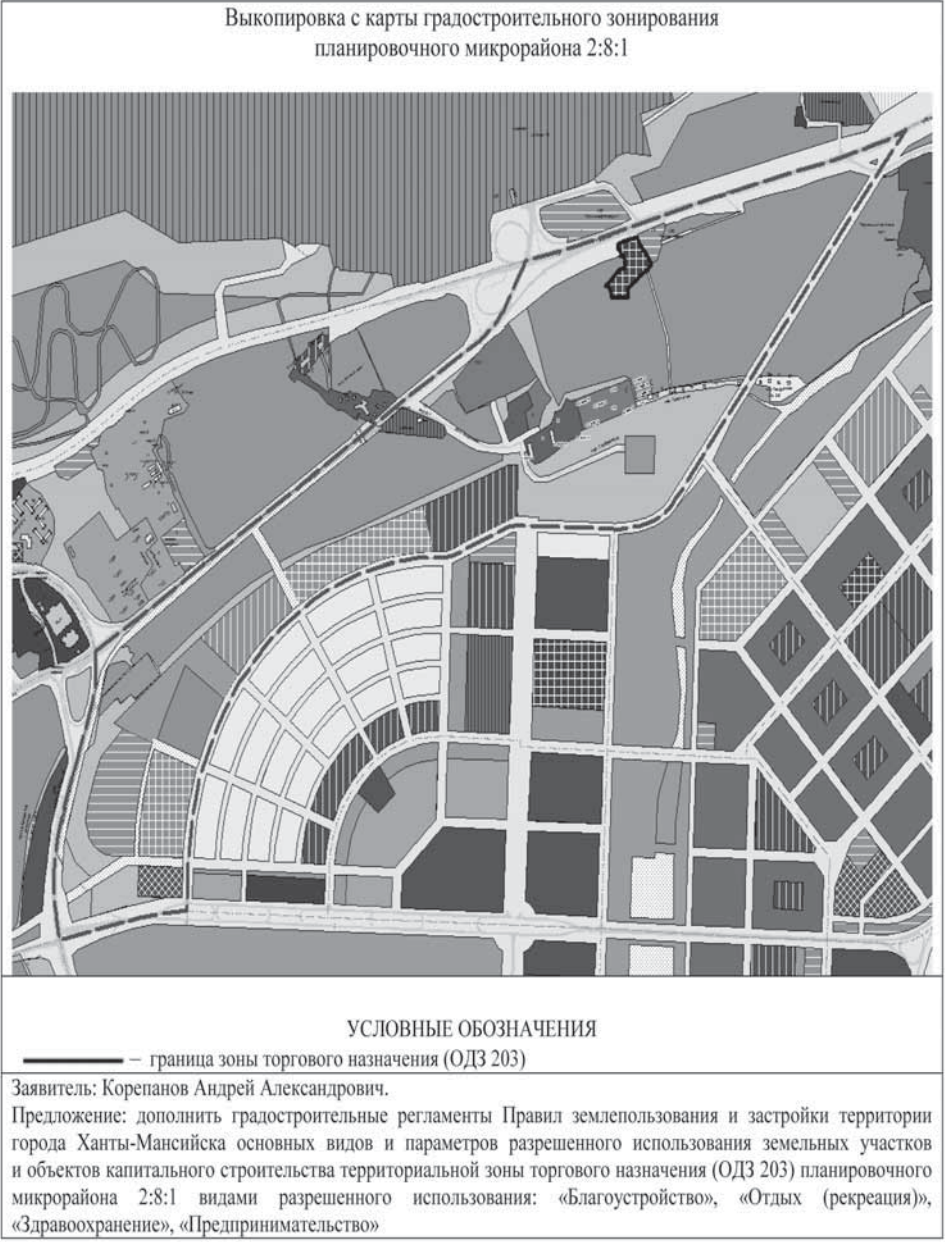 Выкопировка с карты градостроительного зонирования
планировочного микрорайона 2:8:1
УСЛОВНЫЕ ОБОЗНАЧЕНИЯ
– граница зоны торгового назначения (ОДЗ 203)
Заявитель: Корепанов Андрей Александрович.
Предложение: дополнить градостроительные регламенты Правил землепользования и застройки территории
города Ханты-Мансийска основных видов и параметров разрешенного использования земельных участков
и объектов капитального строительства территориальной зоны торгового назначения (ОДЗ 203) планировочного
микрорайона 2:8:1 видами разрешенного использования: «Благоустройство», «Отдых (рекреация)»,
«Здравоохранение», «Предпринимательство»